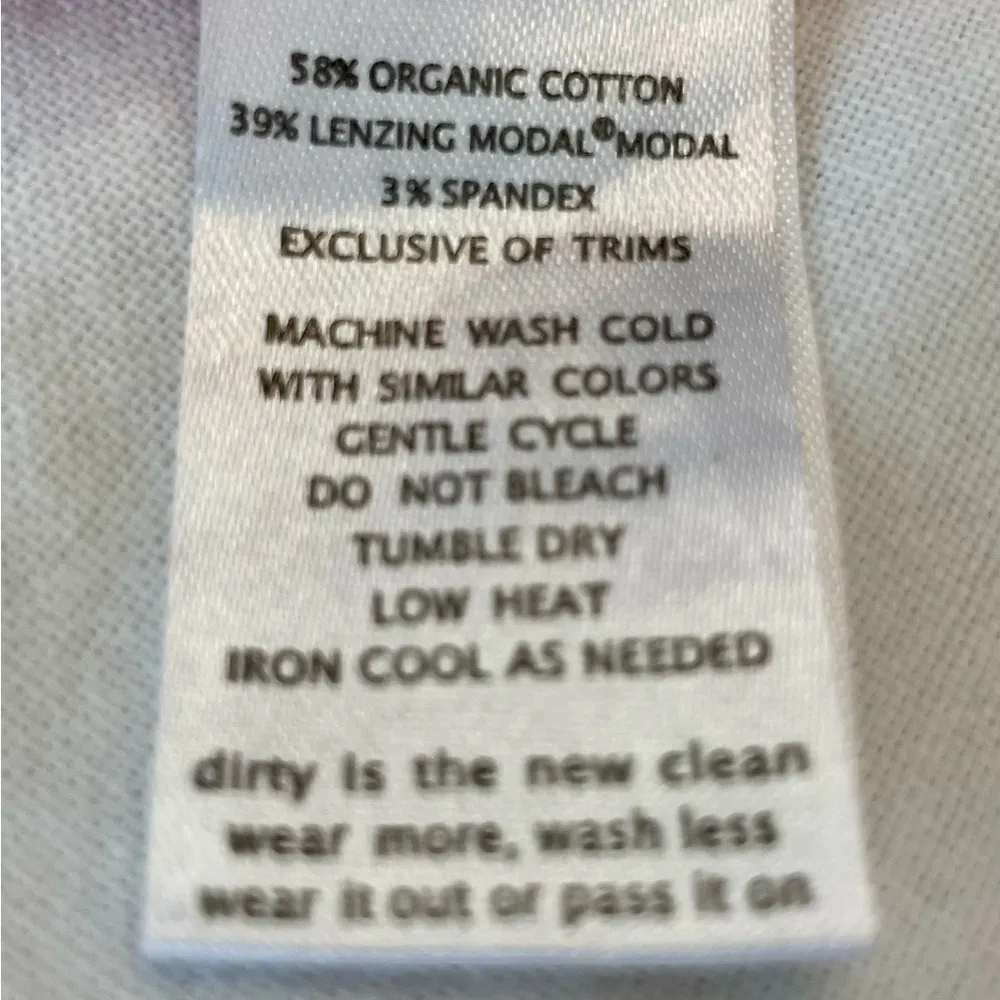 58% ORGANIC COTTON
39% LENZING MODAL®MODAL
3% SPANDEX
EXCLUSIVE OF TRIMS
MACHINE WASH COLD
WITH SIMILAR COLORS
GENTLE CYCLE
DO NOT BLEACH
TUMBLE DRY
LOW HEAT
IRON COOL AS NEEDED
dirty is the new clean
wear more, wash less
wear it out or pass it on